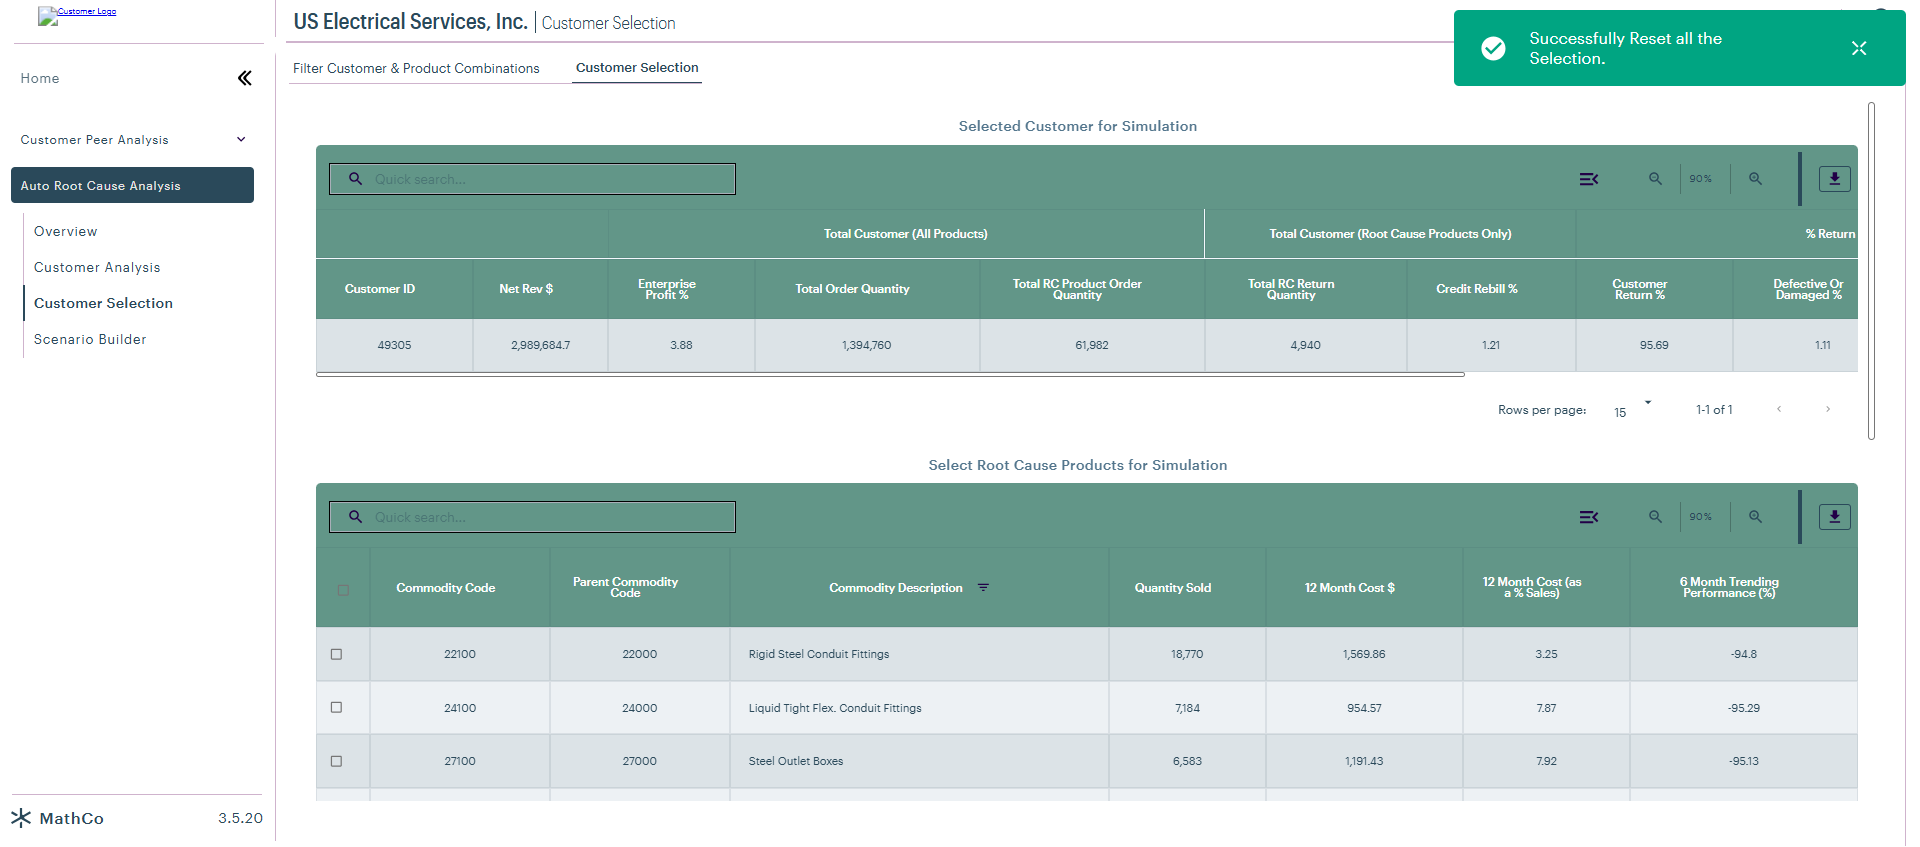 Customer Logo
US Electrical Services, Inc. Customer Selection
Successfully Reset all the
Selection.
Home
Filter Customer & Product Combinations
Customer Selection
Customer Peer Analysis
Auto Root Cause Analysis
Overview
Customer Analysis
Customer Selection
Scenario Builder
Selected Customer for Simulation
Quick search...
90%
Total Customer (All Products)
Total Customer (Root Cause Products Only)
% Return
Customer ID
Net Rev $
Enterprise
Profit %
Total Order Quantity
Total RC Product Order
Quantity
Total RC Return
Quantity
Credit Rebill %
Customer
Return %
Defective Or
Damaged %
49305
2,989,684.7
3.88
1,394,760
61,982
4,940
1.21
95.69
1.11
Rows per page:
15
1-1 of 1
Select Root Cause Products for Simulation
Quick search...
90%
Commodity Code
Parent Commodity
Code
Commodity Description
Quantity Sold
12 Month Cost $
12 Month Cost (as
a % Sales)
6 Month Trending
Performance (%)
22100
22000
Rigid Steel Conduit Fittings
18,770
1,569.86
3.25
-94.8
24100
24000
Liquid Tight Flex. Conduit Fittings
7,184
954.57
7.87
-95.29
27100
27000
Steel Outlet Boxes
6,583
1,191.43
7.92
-95.13
MathCo
3.5.20